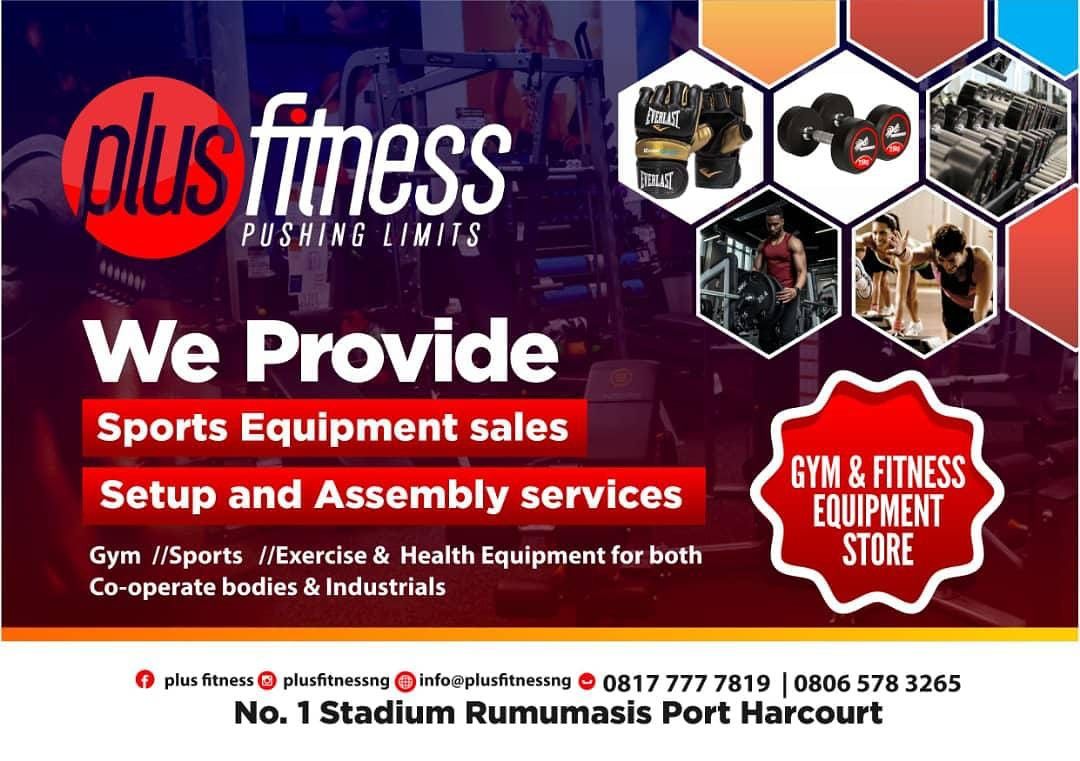 plus fitness
PUSHING LIMITS
EVERLAST
EVERLAST
We Provide
Sports Equipment sales
Setup and Assembly services
Gym //Sports //Exercise & Health Equipment for both
Co-operate bodies & Industrials
GYM & FITNESS
EQUIPMENT
STORE
plus fitness plusfitnessng info@plusfitnessng 0817 777 7819 | 0806 578 3265
No. 1 Stadium Rumumasis Port Harcourt